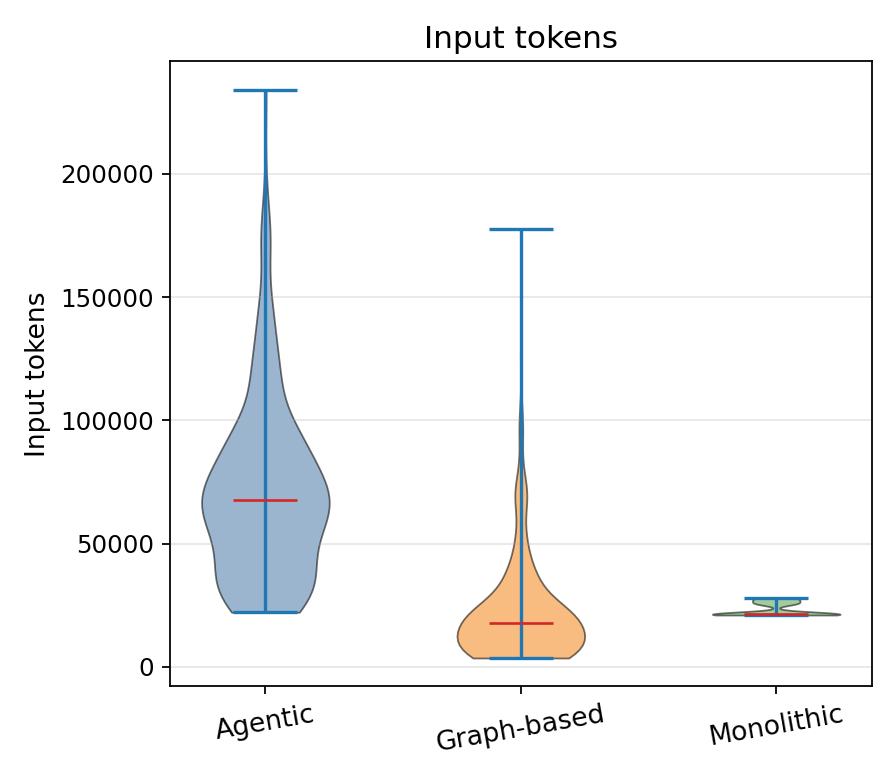 Input tokens
Input tokens
200000
150000
100000
50000
0
Agentic
Graph-based
Monolithic